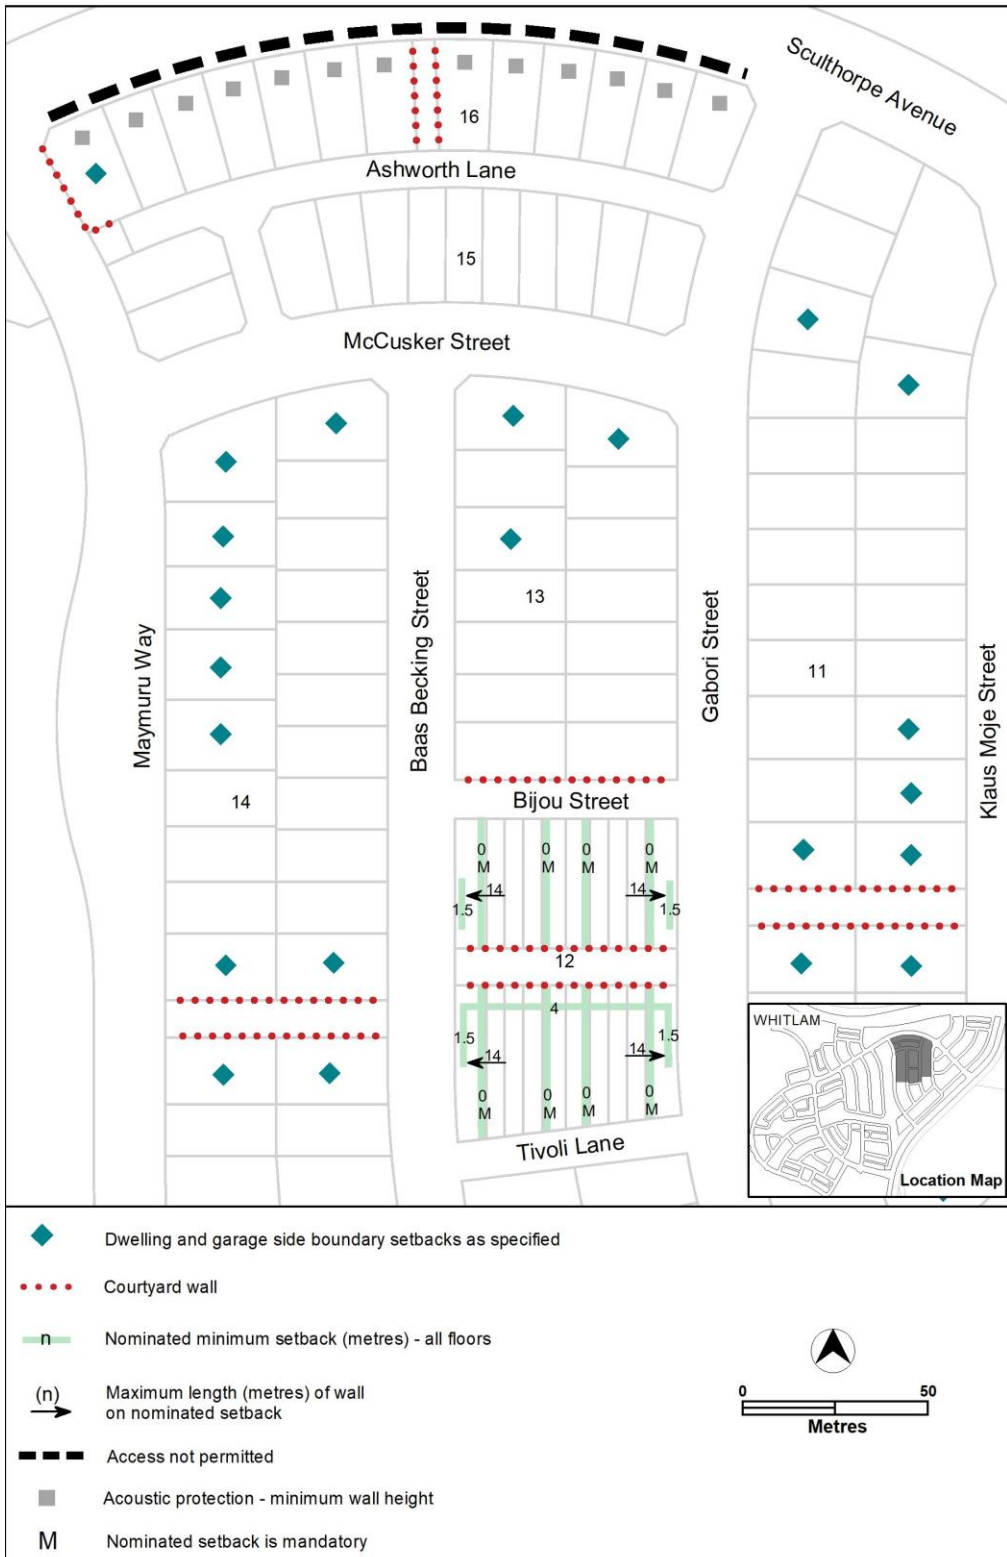 Sculthorpe Avenue
16
Ashworth Lane
15
McCusker Street
Maymuru Way
Baas Becking Street
13
Gabori Street
11
Klaus Moje Street
14
Bijou Street
0 0 0 0
M M M M
14 14
1.5 1.5
12
4
1.5 1.5
14 14
0 0 0 0
M M M M
Tivoli Lane
WHITLAM
Location Map
Dwelling and garage side boundary setbacks as specified
Courtyard wall
n Nominated minimum setback (metres) - all floors
(n) Maximum length (metres) of wall
on nominated setback
Access not permitted
Acoustic protection - minimum wall height
M Nominated setback is mandatory
0 50
Metres